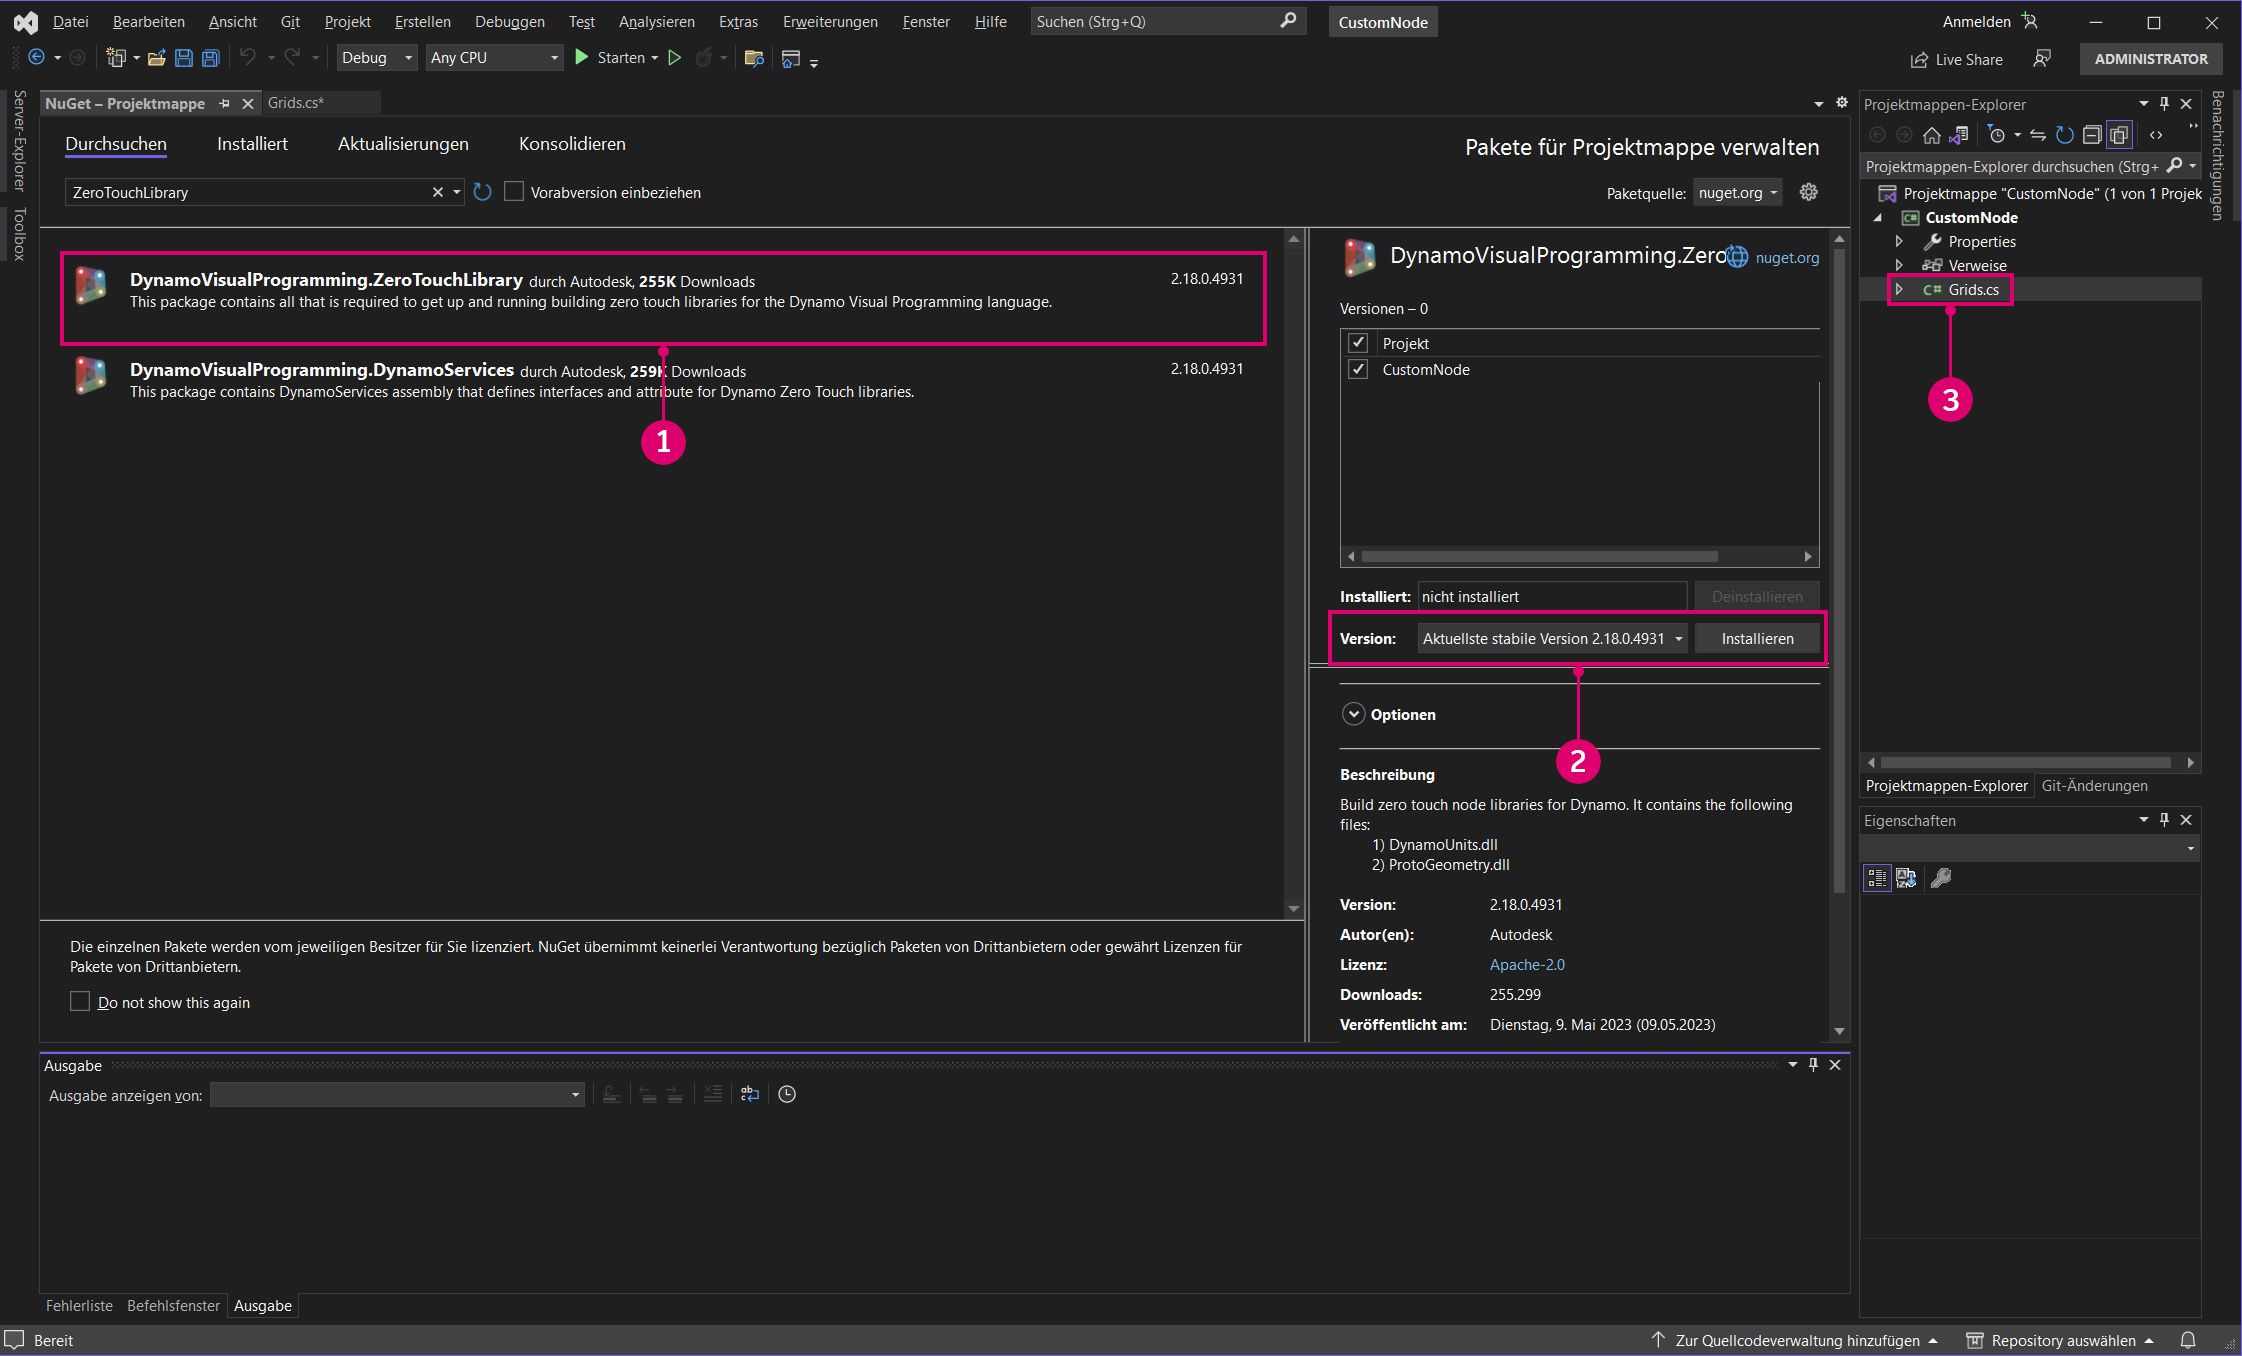 Datei Bearbeiten Ansicht Git Projekt Erstellen Debuggen Test Analysieren Extras Erweiterungen Fenster Hilfe Suchen (Strg+Q) CustomNode Anmelden
Debug Any CPU Starten Live Share ADMINISTRATOR
Server-Explorer
Toolbox
NuGet – Projektmappe Grids.cs*
Durchsuchen Installiert Aktualisierungen Konsolidieren Pakete für Projektmappe verwalten
ZeroTouchLibrary Vorabversion einbeziehen Paketquelle: nuget.org
DynamoVisualProgramming.ZeroTouchLibrary durch Autodesk, 255K Downloads 2.18.0.4931
This package contains all that is required to get up and running building zero touch libraries for the Dynamo Visual Programming language.
DynamoVisualProgramming.DynamoServices durch Autodesk, 259K Downloads 2.18.0.4931
This package contains DynamoServices assembly that defines interfaces and attribute for Dynamo Zero Touch libraries.
1
Die einzelnen Pakete werden vom jeweiligen Besitzer für Sie lizenziert. NuGet übernimmt keinerlei Verantwortung bezüglich Paketen von Drittanbietern oder gewährt Lizenzen für
Pakete von Drittanbietern.
Do not show this again
DynamoVisualProgramming.Zero nuget.org
Versionen – 0
Projekt
CustomNode
Installiert: nicht installiert Deinstallieren
Version: Aktuellste stabile Version 2.18.0.4931 Installieren
Optionen
2
Beschreibung
Build zero touch node libraries for Dynamo. It contains the following
files:
1) DynamoUnits.dll
2) ProtoGeometry.dll
Version: 2.18.0.4931
Autor(en): Autodesk
Lizenz: Apache-2.0
Downloads: 255.299
Veröffentlicht am: Dienstag, 9. Mai 2023 (09.05.2023)
Projektmappen-Explorer
Projektmappen-Explorer durchsuchen (Strg+
Projektmappe "CustomNode" (1 von 1 Projek
C# CustomNode
Properties
Verweise
C# Grids.cs
3
Projektmappen-Explorer Git-Änderungen
Eigenschaften
Benachrichtigungen
Ausgabe
Ausgabe anzeigen von:
Fehlerliste Befehlsfenster Ausgabe
Bereit Zur Quellcodeverwaltung hinzufügen Repository auswählen